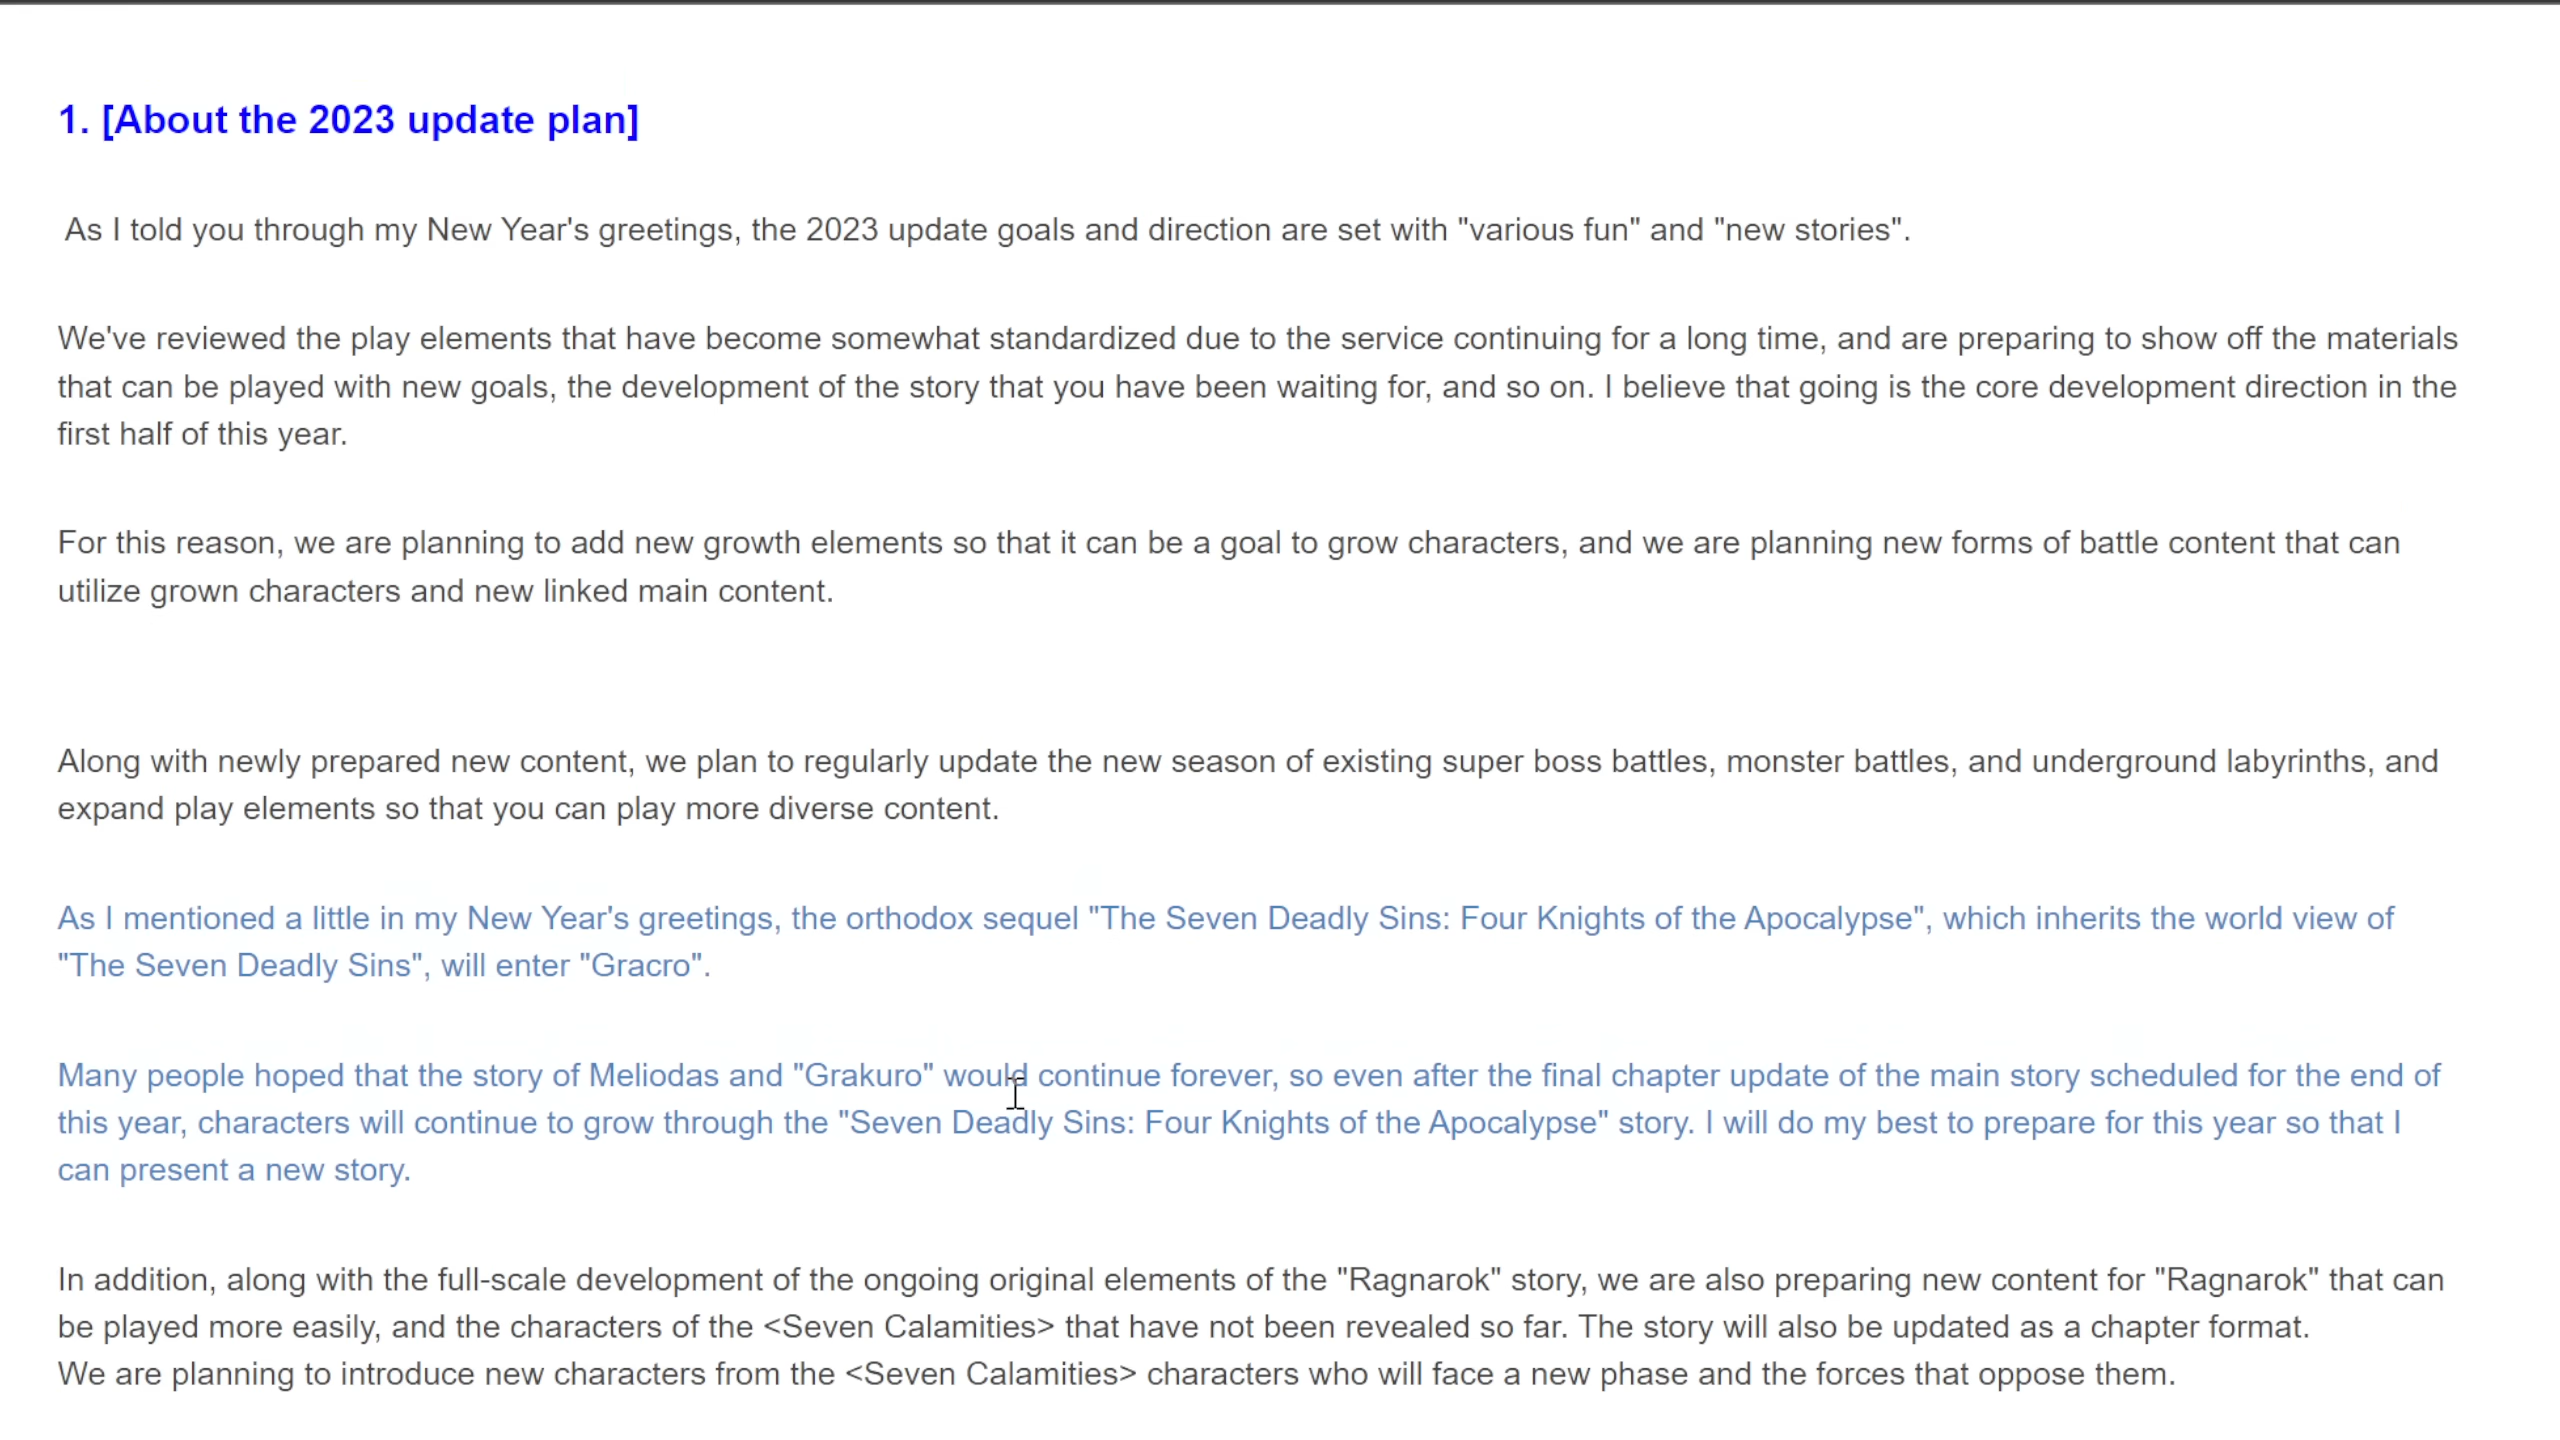 1. [About the 2023 update plan]
As I told you through my New Year's greetings, the 2023 update goals and direction are set with "various fun" and "new stories".
We've reviewed the play elements that have become somewhat standardized due to the service continuing for a long time, and are preparing to show off the materials
that can be played with new goals, the development of the story that you have been waiting for, and so on. I believe that going is the core development direction in the
first half of this year.
For this reason, we are planning to add new growth elements so that it can be a goal to grow characters, and we are planning new forms of battle content that can
utilize grown characters and new linked main content.
Along with newly prepared new content, we plan to regularly update the new season of existing super boss battles, monster battles, and underground labyrinths, and
expand play elements so that you can play more diverse content.
As I mentioned a little in my New Year's greetings, the orthodox sequel "The Seven Deadly Sins: Four Knights of the Apocalypse", which inherits the world view of
"The Seven Deadly Sins", will enter "Gracro".
Many people hoped that the story of Meliodas and "Grakuro" would continue forever, so even after the final chapter update of the main story scheduled for the end of
this year, characters will continue to grow through the "Seven Deadly Sins: Four Knights of the Apocalypse" story. I will do my best to prepare for this year so that I
can present a new story.
In addition, along with the full-scale development of the ongoing original elements of the "Ragnarok" story, we are also preparing new content for "Ragnarok" that can
be played more easily, and the characters of the <Seven Calamities> that have not been revealed so far. The story will also be updated as a chapter format.
We are planning to introduce new characters from the <Seven Calamities> characters who will face a new phase and the forces that oppose them.